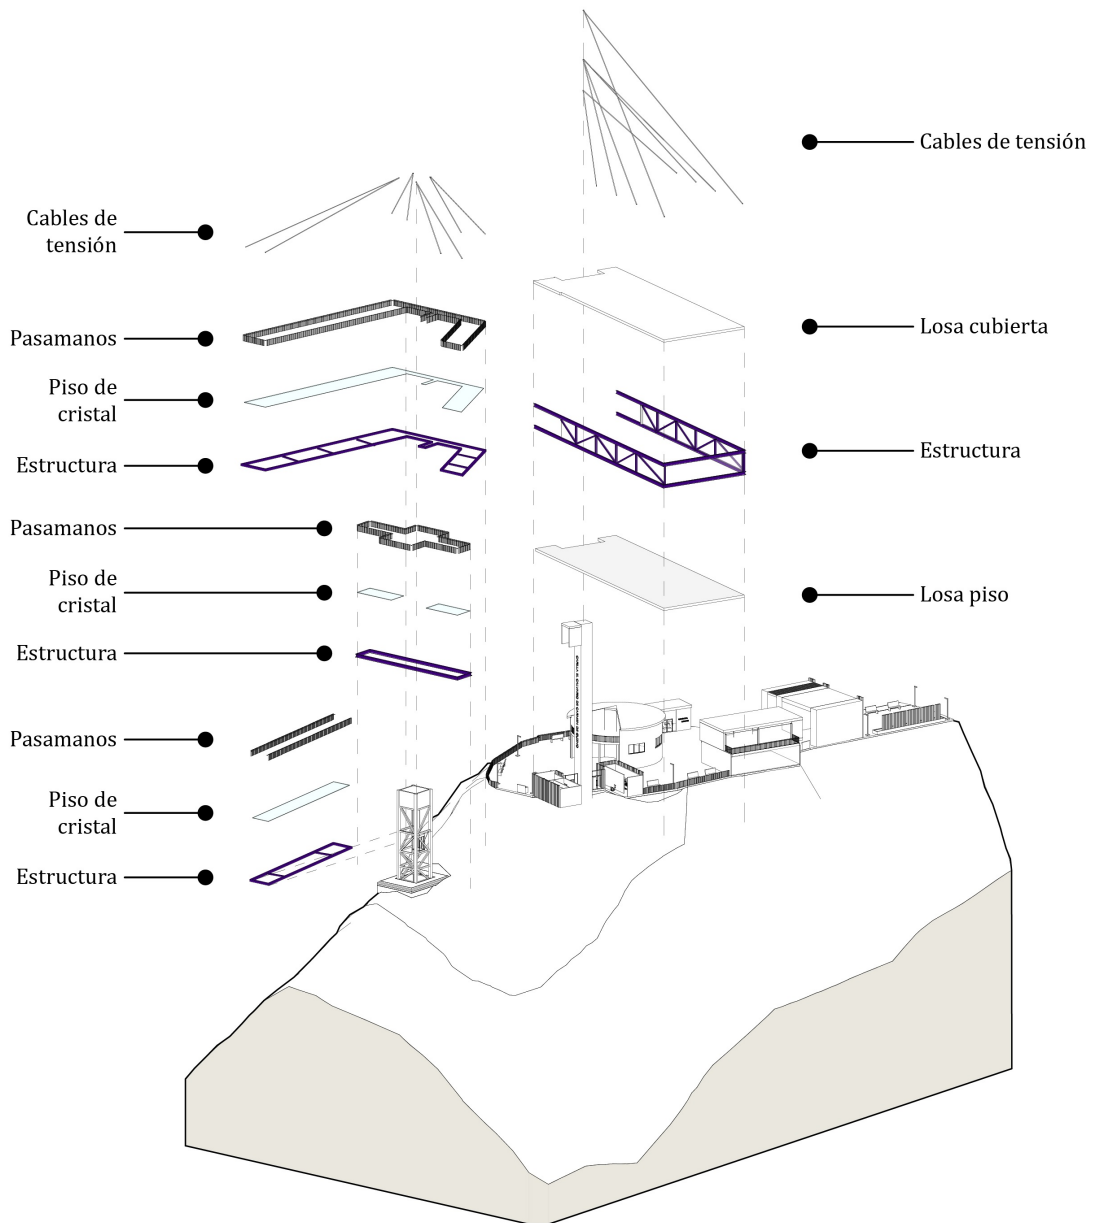 Cables de tensión
Cables de
tensión
Pasamanos
Losa cubierta
Piso de
cristal
Estructura
Estructura
Pasamanos
Piso de
cristal
Losa piso
Estructura
Pasamanos
Piso de
cristal
Estructura